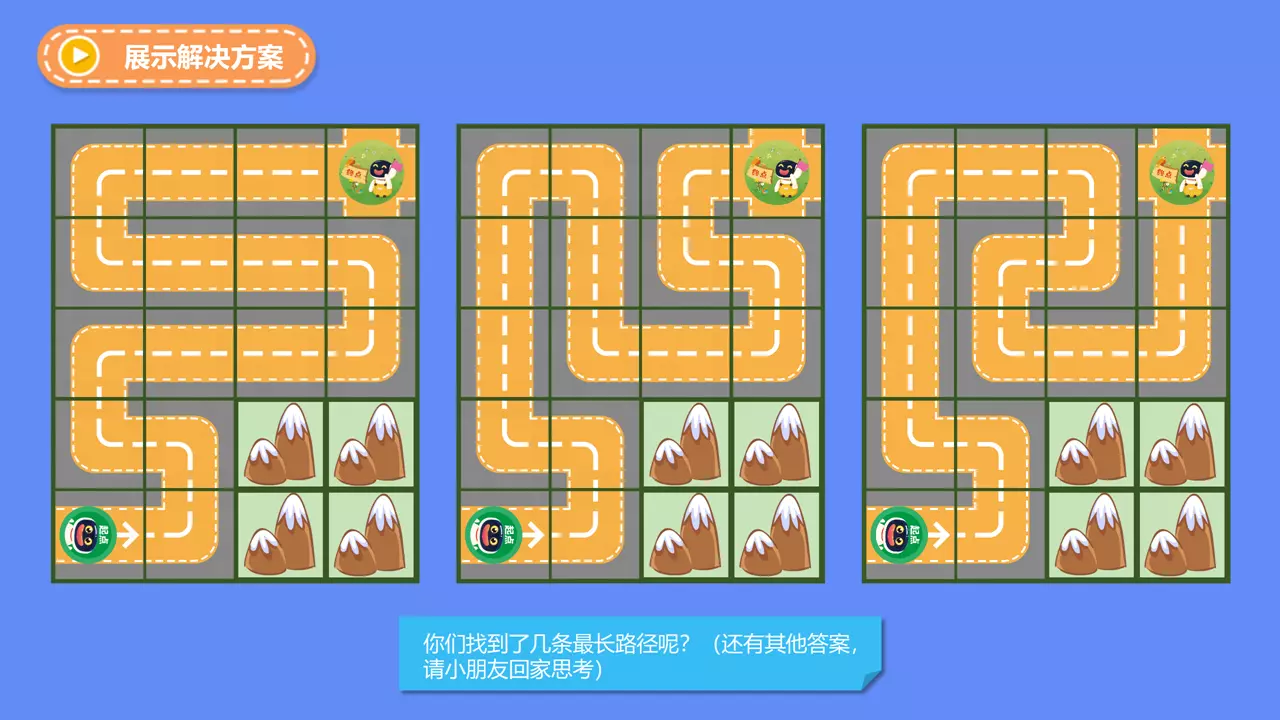 展示解决方案
终点
终点
终点
起点
起点
起点
你们找到了几条最长路径呢？（还有其他答案，
请小朋友回家思考）